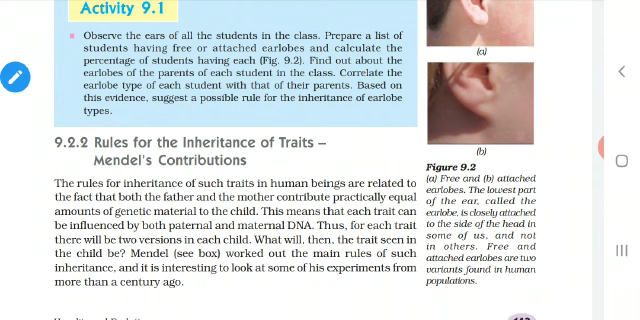 Activity 9.1
Observe the ears of all the students in the class. Prepare a list of
students having free or attached earlobes and calculate the
percentage of students having each (Fig. 9.2). Find out about the
earlobes of the parents of each student in the class. Correlate the
earlobe type of each student with that of their parents. Based on
this evidence, suggest a possible rule for the inheritance of earlobe
types.
9.2.2 Rules for the Inheritance of Traits –
Mendel's Contributions
The rules for inheritance of such traits in human beings are related to
the fact that both the father and the mother contribute practically equal
amounts of genetic material to the child. This means that each trait can
be influenced by both paternal and maternal DNA. Thus, for each trait
there will be two versions in each child. What will, then, the trait seen in
the child be? Mendel (see box) worked out the main rules of such
inheritance, and it is interesting to look at some of his experiments from
more than a century ago.
(a)
(b)
Figure 9.2
(a) Free and (b) attached
earlobes. The lowest part
of the ear, called the
earlobe, is closely attached
to the side of the head in
some of us, and not
in others. Free and
attached earlobes are two
variants found in human
populations.